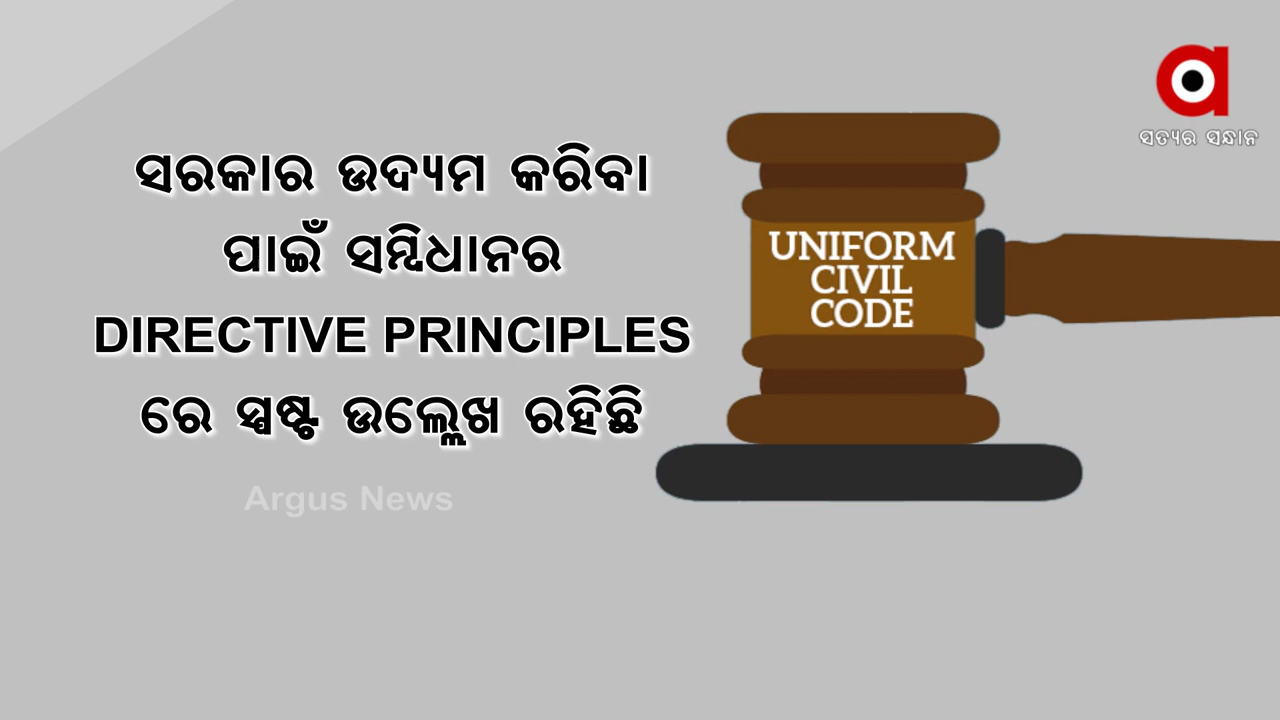 ସରକାର ଉଦ୍ୟମ କରିବା
ପାଇଁ ସମ୍ବିଧାନର
DIRECTIVE PRINCIPLES
ରେ ସ୍ପଷ୍ଟ ଉଲ୍ଲେଖ ରହିଛି
Argus News
UNIFORM
CIVIL
CODE
a
ସତ୍ୟର ସନ୍ଧାନ